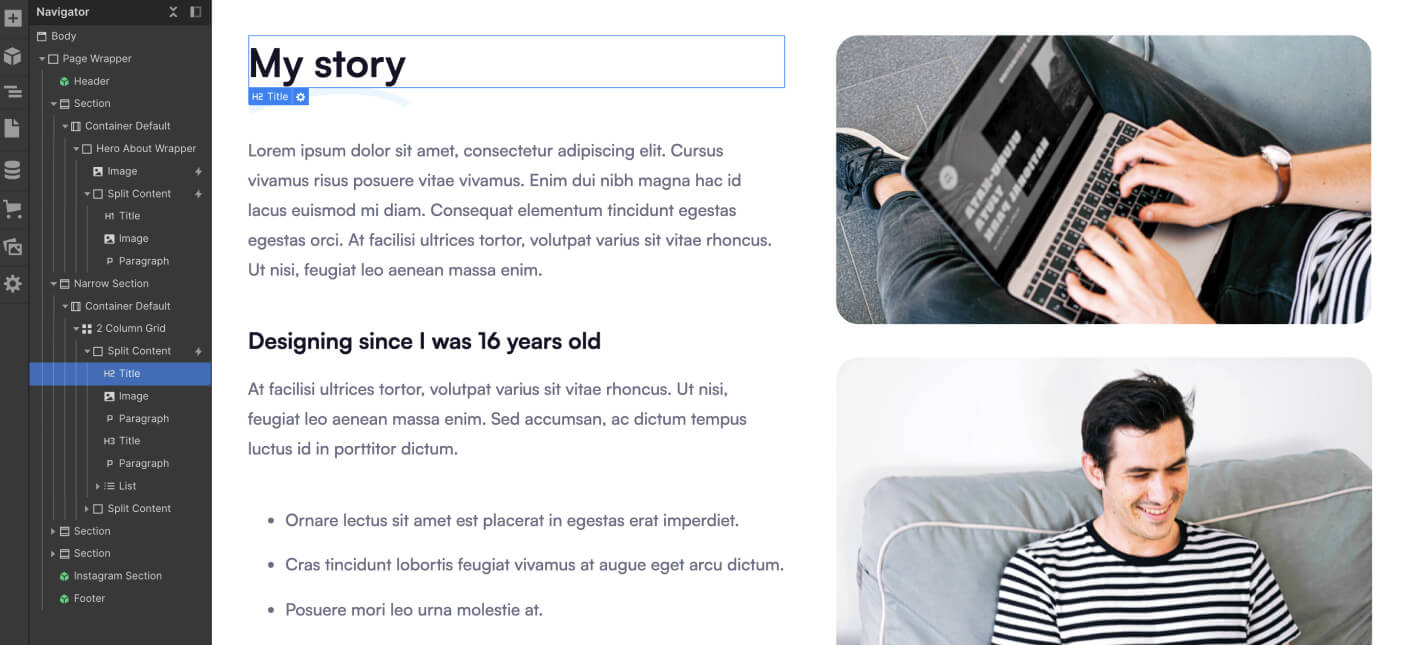 Navigator
Body
Page Wrapper
Header
Section
Container Default
Hero About Wrapper
Image
Split Content
H1 Title
Image
P Paragraph
Narrow Section
Container Default
2 Column Grid
Split Content
H2 Title
Image
P Paragraph
H3 Title
P Paragraph
List
Split Content
Section
Section
Instagram Section
Footer
My story
H2 Title
Lorem ipsum dolor sit amet, consectetur adipiscing elit. Cursus
vivamus risus posuere vitae vivamus. Enim dui nibh magna hac id
lacus euismod mi diam. Consequat elementum tincidunt egestas
egestas orci. At facilisi ultrices tortor, volutpat varius sit vitae rhoncus.
Ut nisi, feugiat leo aenean massa enim.
Designing since I was 16 years old
At facilisi ultrices tortor, volutpat varius sit vitae rhoncus. Ut nisi,
feugiat leo aenean massa enim. Sed accumsan, ac dictum tempus
luctus id in porttitor dictum.
Ornare lectus sit amet est placerat in egestas erat imperdiet.
Cras tincidunt lobortis feugiat vivamus at augue eget arcu dictum.
Posuere mori leo urna molestie at.